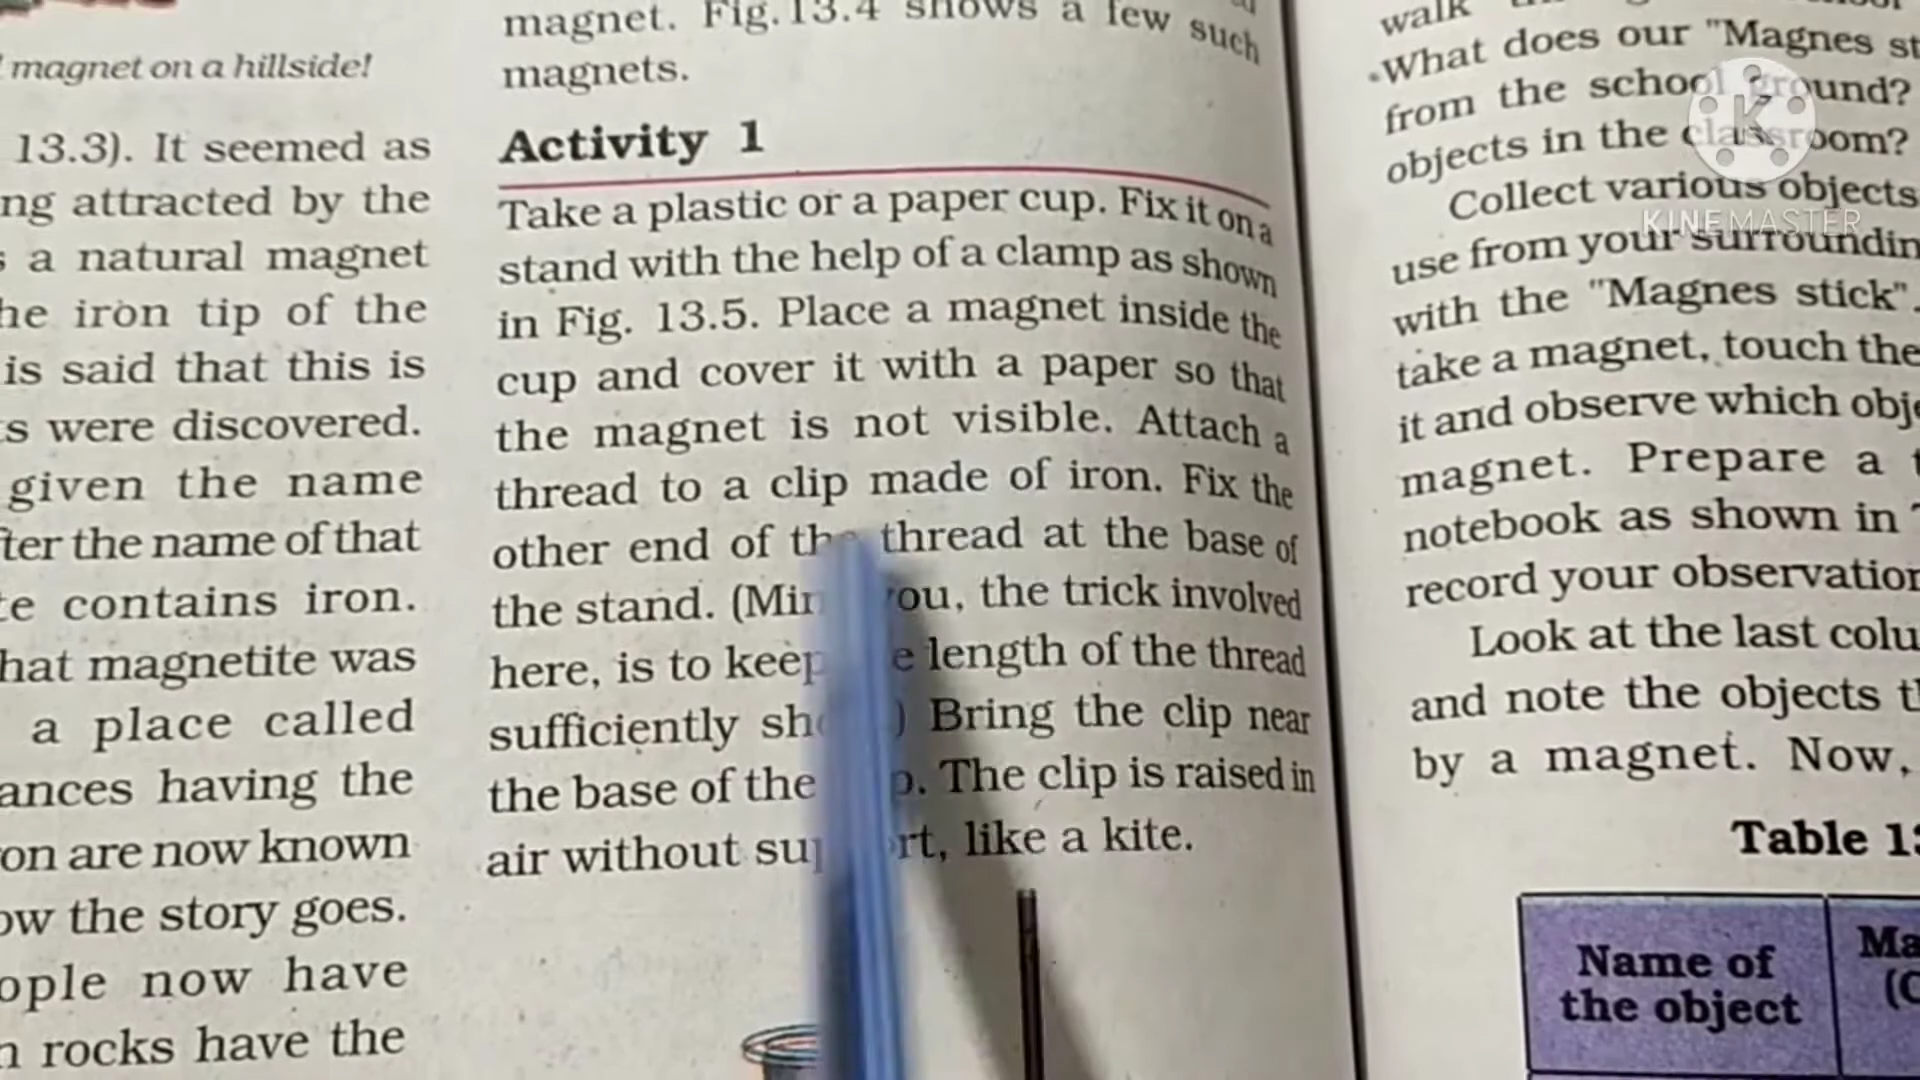 magnet on a hillside!
13.3). It seemed as
ng attracted by the
a natural magnet
he iron tip of the
is said that this is
s were discovered.
given the name
ter the name of that
te contains iron.
hat magnetite was
a place called
ances having the
on are now known
ow the story goes.
ople now have
n rocks have the
magnet. Fig.13.4 shows a few such
magnets.
Activity 1
Take a plastic or a paper cup. Fix it on a
stand with the help of a clamp as shown
in Fig. 13.5. Place a magnet inside the
cup and cover it with a paper so that
the magnet is not visible. Attach a
thread to a clip made of iron. Fix the
other end of the thread at the base of
the stand. (Min you, the trick involved
here, is to keep length of the thread
sufficiently Bring the clip near
the base of the The clip is raised in
air without like a kite.
walk
What does our "Magnes st
from the school ground?
objects in the classroom?
Collect various objects
use from your surroundin
with the "Magnes stick".
take a magnet, touch the
it and observe which obje
magnet. Prepare a t
notebook as shown in T
record your observation
Look at the last colu
and note the objects t
by a magnet. Now,
Table 13
Name of
the object
Ma
(C
K
KINEMASTER